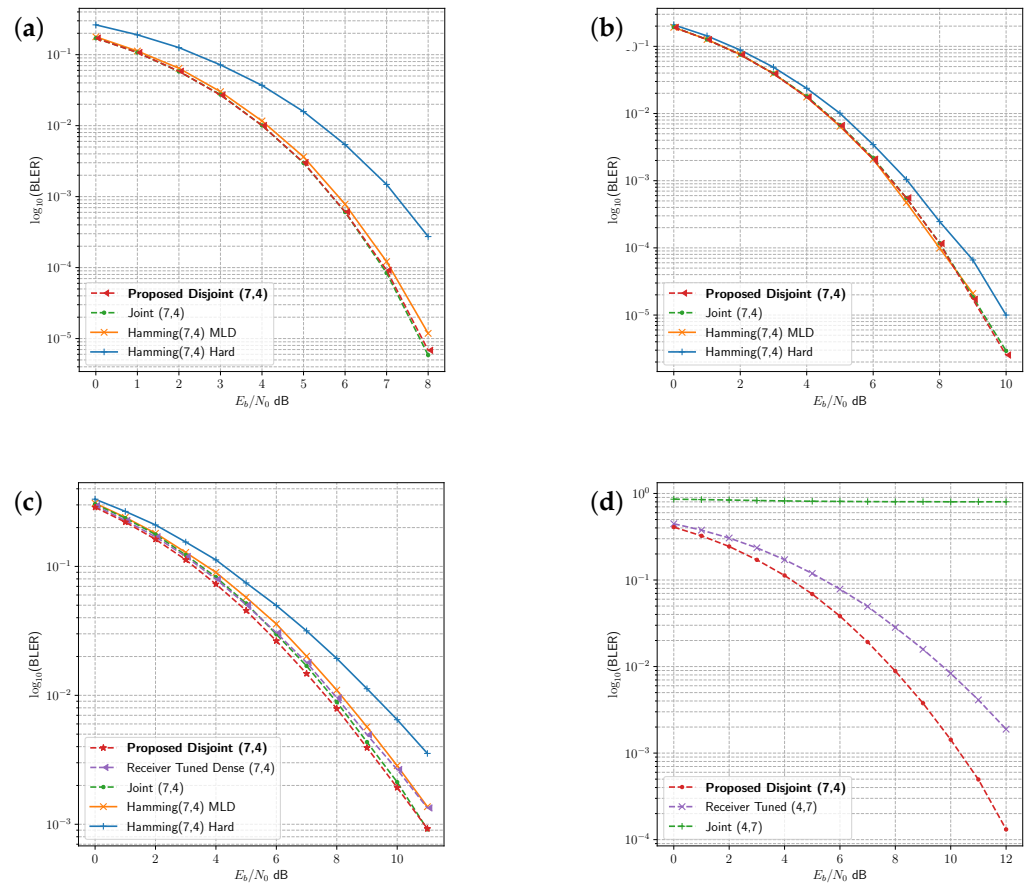 (a)
10⁻¹
10⁻²
10⁻³
10⁻⁴
10⁻⁵
log₁₀(BLER)
Proposed Disjoint (7,4)
Joint (7,4)
Hamming(7,4) MLD
Hamming(7,4) Hard
0 1 2 3 4 5 6 7 8
E_b/N_0 dB
(b)
.)⁻¹
10⁻²
10⁻³
10⁻⁴
10⁻⁵
log₁₀(BLER)
Proposed Disjoint (7,4)
Joint (7,4)
Hamming(7,4) MLD
Hamming(7,4) Hard
0 2 4 6 8 10
E_b/N_0 dB
(c)
10⁻¹
10⁻²
10⁻³
log₁₀(BLER)
Proposed Disjoint (7,4)
Receiver Tuned Dense (7,4)
Joint (7,4)
Hamming(7,4) MLD
Hamming(7,4) Hard
0 2 4 6 8 10
E_b/N_0 dB
(d)
10⁰
10⁻¹
10⁻²
10⁻³
10⁻⁴
log₁₀(BLER)
Proposed Disjoint (7,4)
Receiver Tuned (4,7)
Joint (4,7)
0 2 4 6 8 10 12
E_b/N_0 dB